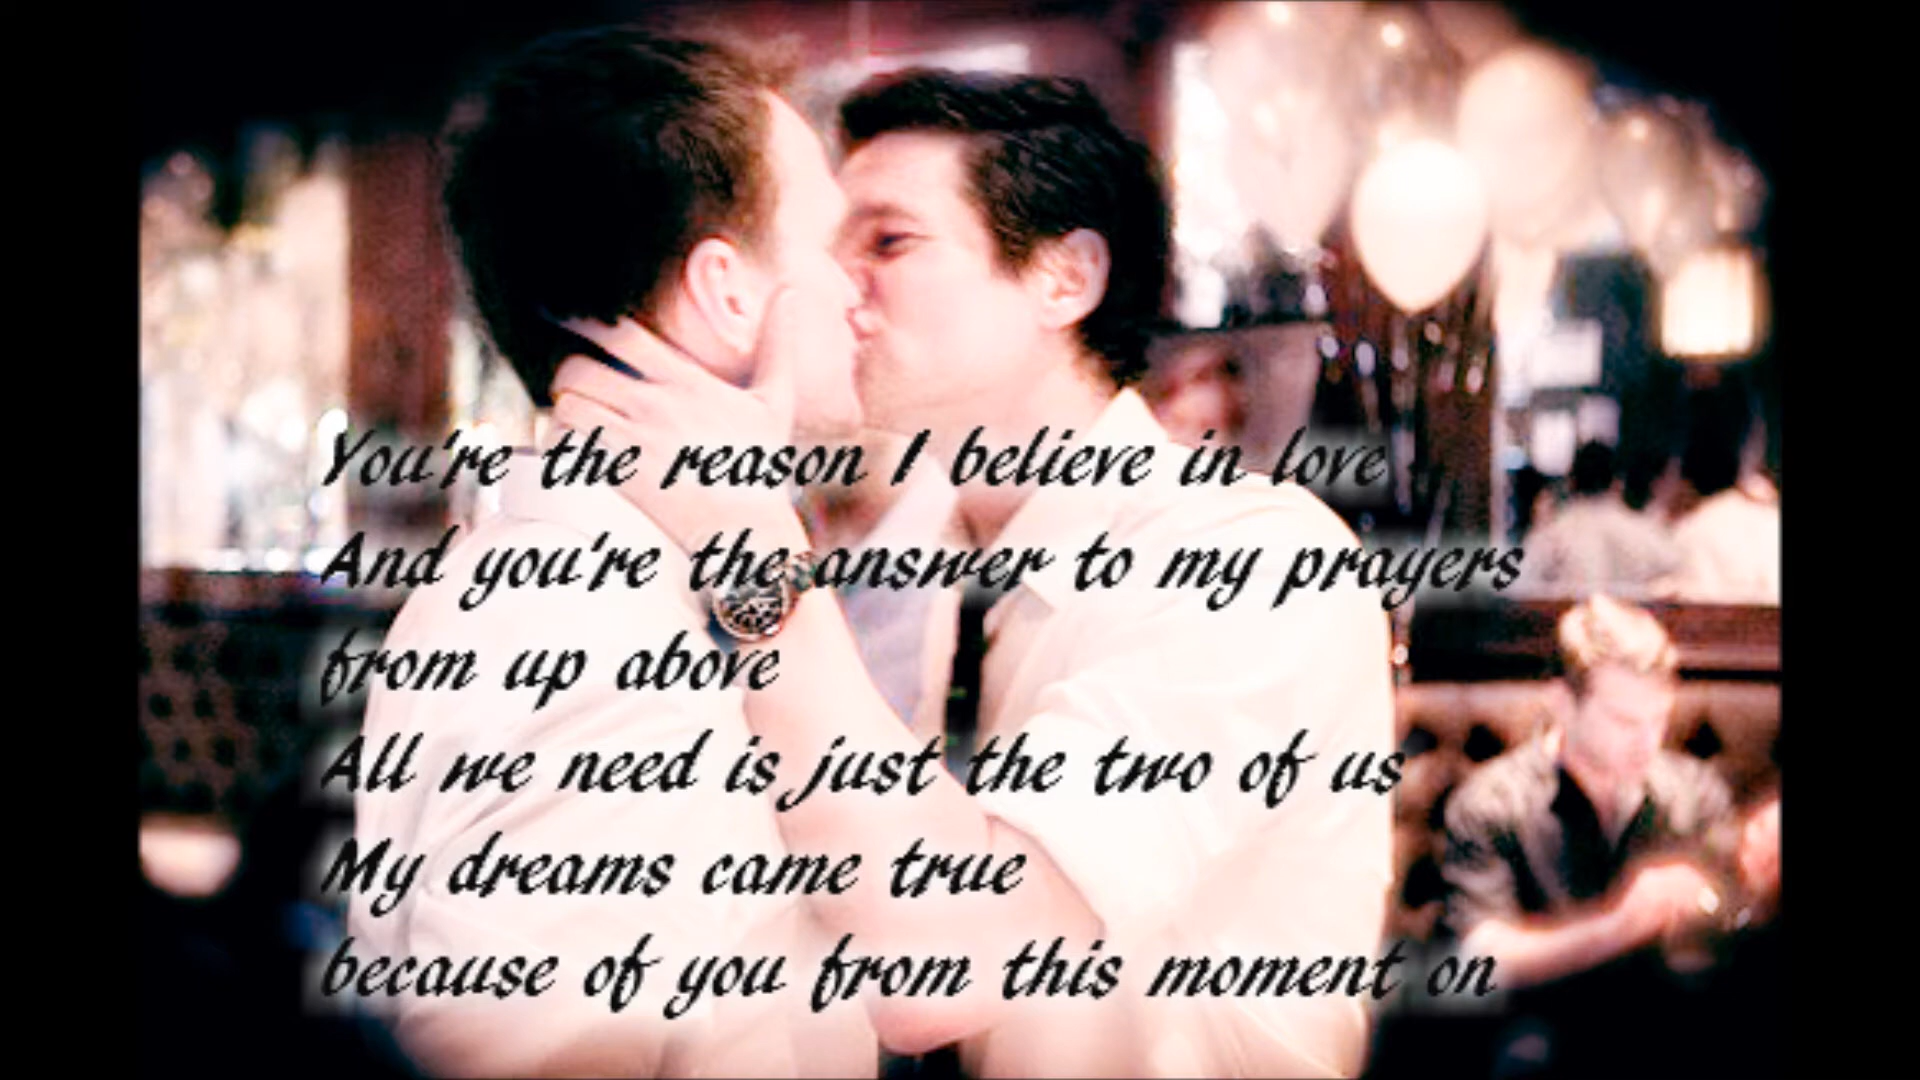 You're the reason I believe in love
And you're the answer to my prayers
from up above
All we need is just the two of us
My dreams came true
because of you from this moment on